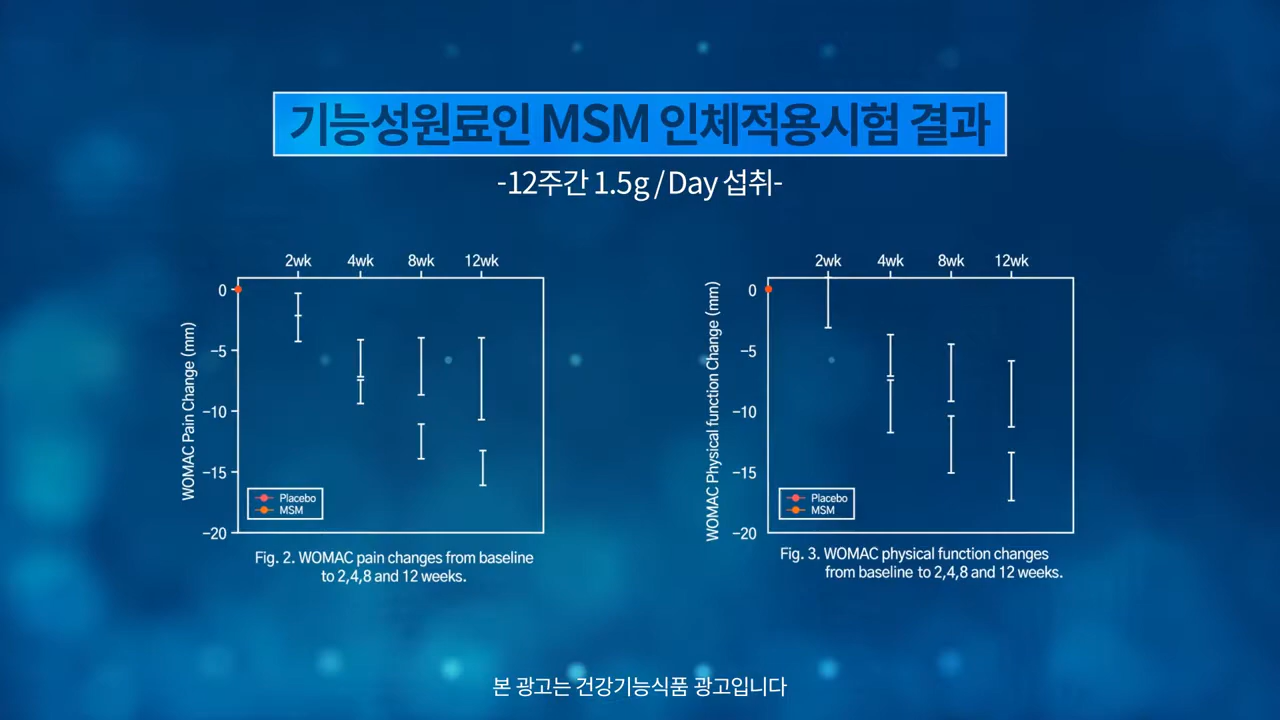 기능성원료인 MSM 인체적용시험 결과
-12주간 1.5g / Day 섭취-
2wk 4wk 8wk 12wk
0
−5
−10
−15
−20
WOMAC Pain Change (mm)
Placebo
MSM
Fig. 2. WOMAC pain changes from baseline
to 2,4,8 and 12 weeks.
2wk 4wk 8wk 12wk
0
−5
−10
−15
−20
WOMAC Physical function Change (mm)
Placebo
MSM
Fig. 3. WOMAC physical function changes
from baseline to 2,4,8 and 12 weeks.
본 광고는 건강기능식품 광고입니다